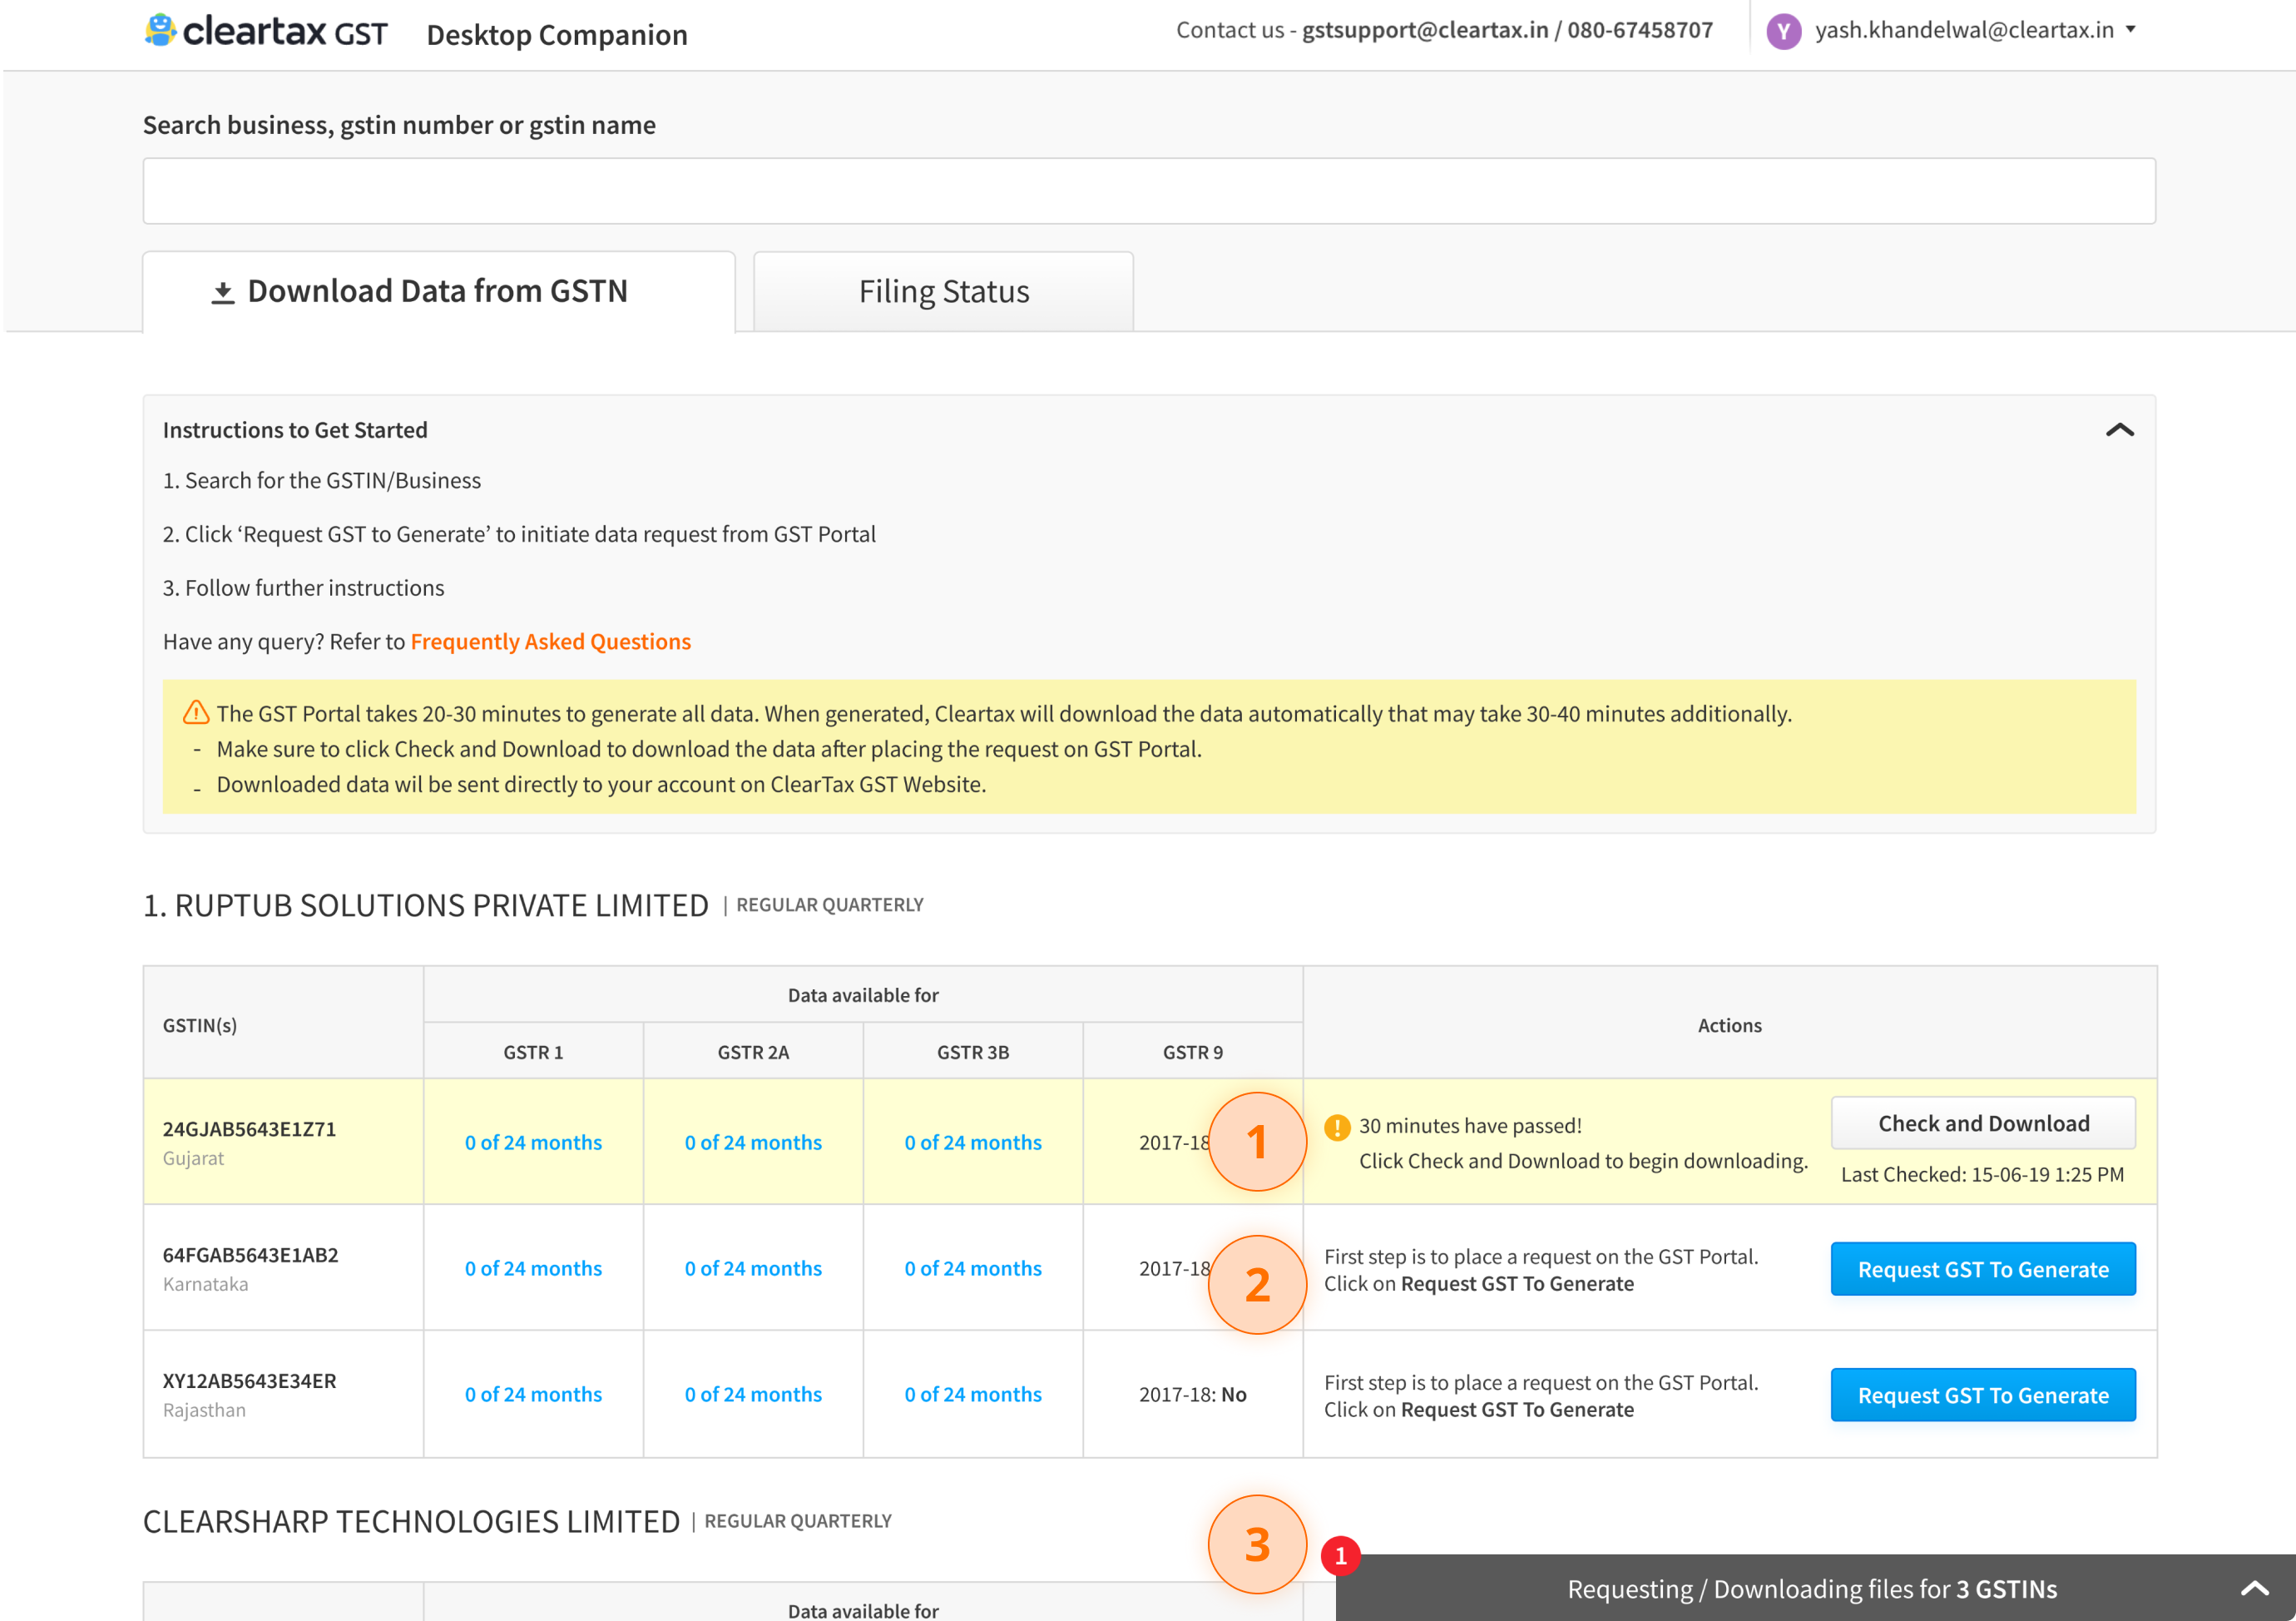 cleartax GST Desktop Companion
Contact us - gstsupport@cleartax.in / 080-67458707
Y yash.khandelwal@cleartax.in
Search business, gstin number or gstin name
Download Data from GSTN
Filing Status
Instructions to Get Started
1. Search for the GSTIN/Business
2. Click ‘Request GST to Generate’ to initiate data request from GST Portal
3. Follow further instructions
Have any query? Refer to Frequently Asked Questions
The GST Portal takes 20-30 minutes to generate all data. When generated, Cleartax will download the data automatically that may take 30-40 minutes additionally.
- Make sure to click Check and Download to download the data after placing the request on GST Portal.
- Downloaded data wil be sent directly to your account on ClearTax GST Website.
1. RUPTUB SOLUTIONS PRIVATE LIMITED | REGULAR QUARTERLY
GSTIN(s)
Data available for
Actions
GSTR 1 GSTR 2A GSTR 3B GSTR 9
24GJAB5643E1Z71
Gujarat
0 of 24 months 0 of 24 months 0 of 24 months 2017-18
1
30 minutes have passed!
Click Check and Download to begin downloading.
Check and Download
Last Checked: 15-06-19 1:25 PM
64FGAB5643E1AB2
Karnataka
0 of 24 months 0 of 24 months 0 of 24 months 2017-18
2
First step is to place a request on the GST Portal.
Click on Request GST To Generate
Request GST To Generate
XY12AB5643E34ER
Rajasthan
0 of 24 months 0 of 24 months 0 of 24 months 2017-18: No
First step is to place a request on the GST Portal.
Click on Request GST To Generate
Request GST To Generate
CLEARSHARP TECHNOLOGIES LIMITED | REGULAR QUARTERLY
3
1
Requesting / Downloading files for 3 GSTINs
Data available for